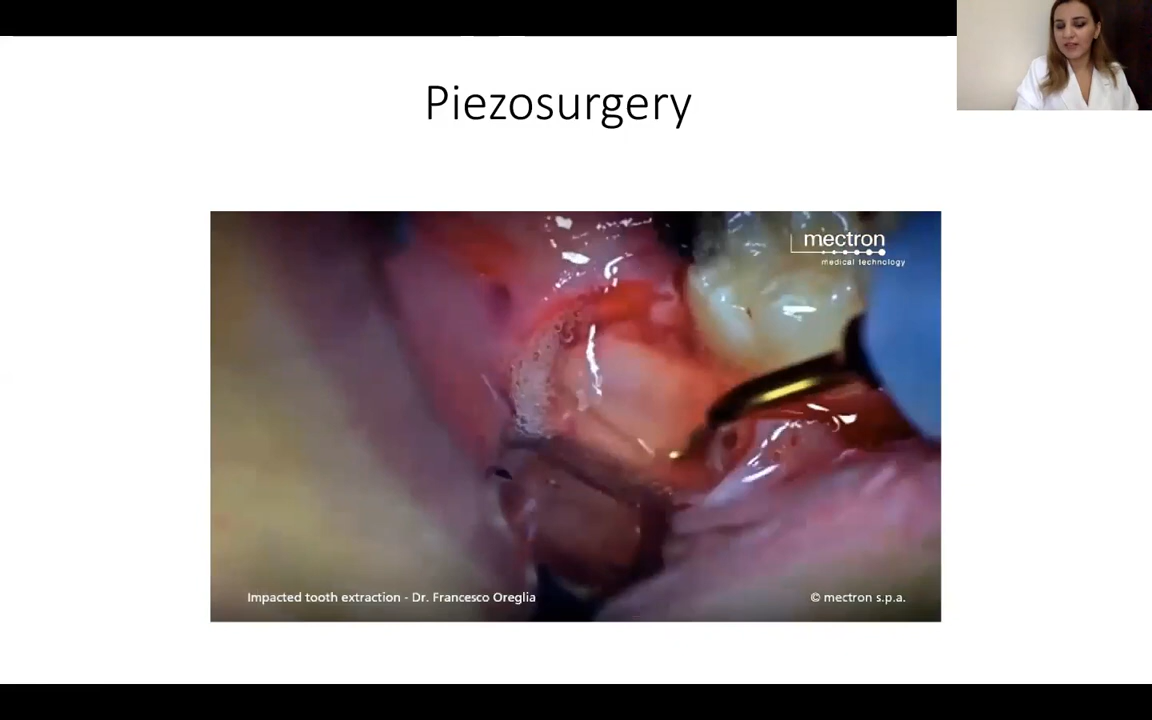 Piezosurgery
mectron
medical technology
Impacted tooth extraction - Dr. Francesco Oreglia
© mectron s.p.a.